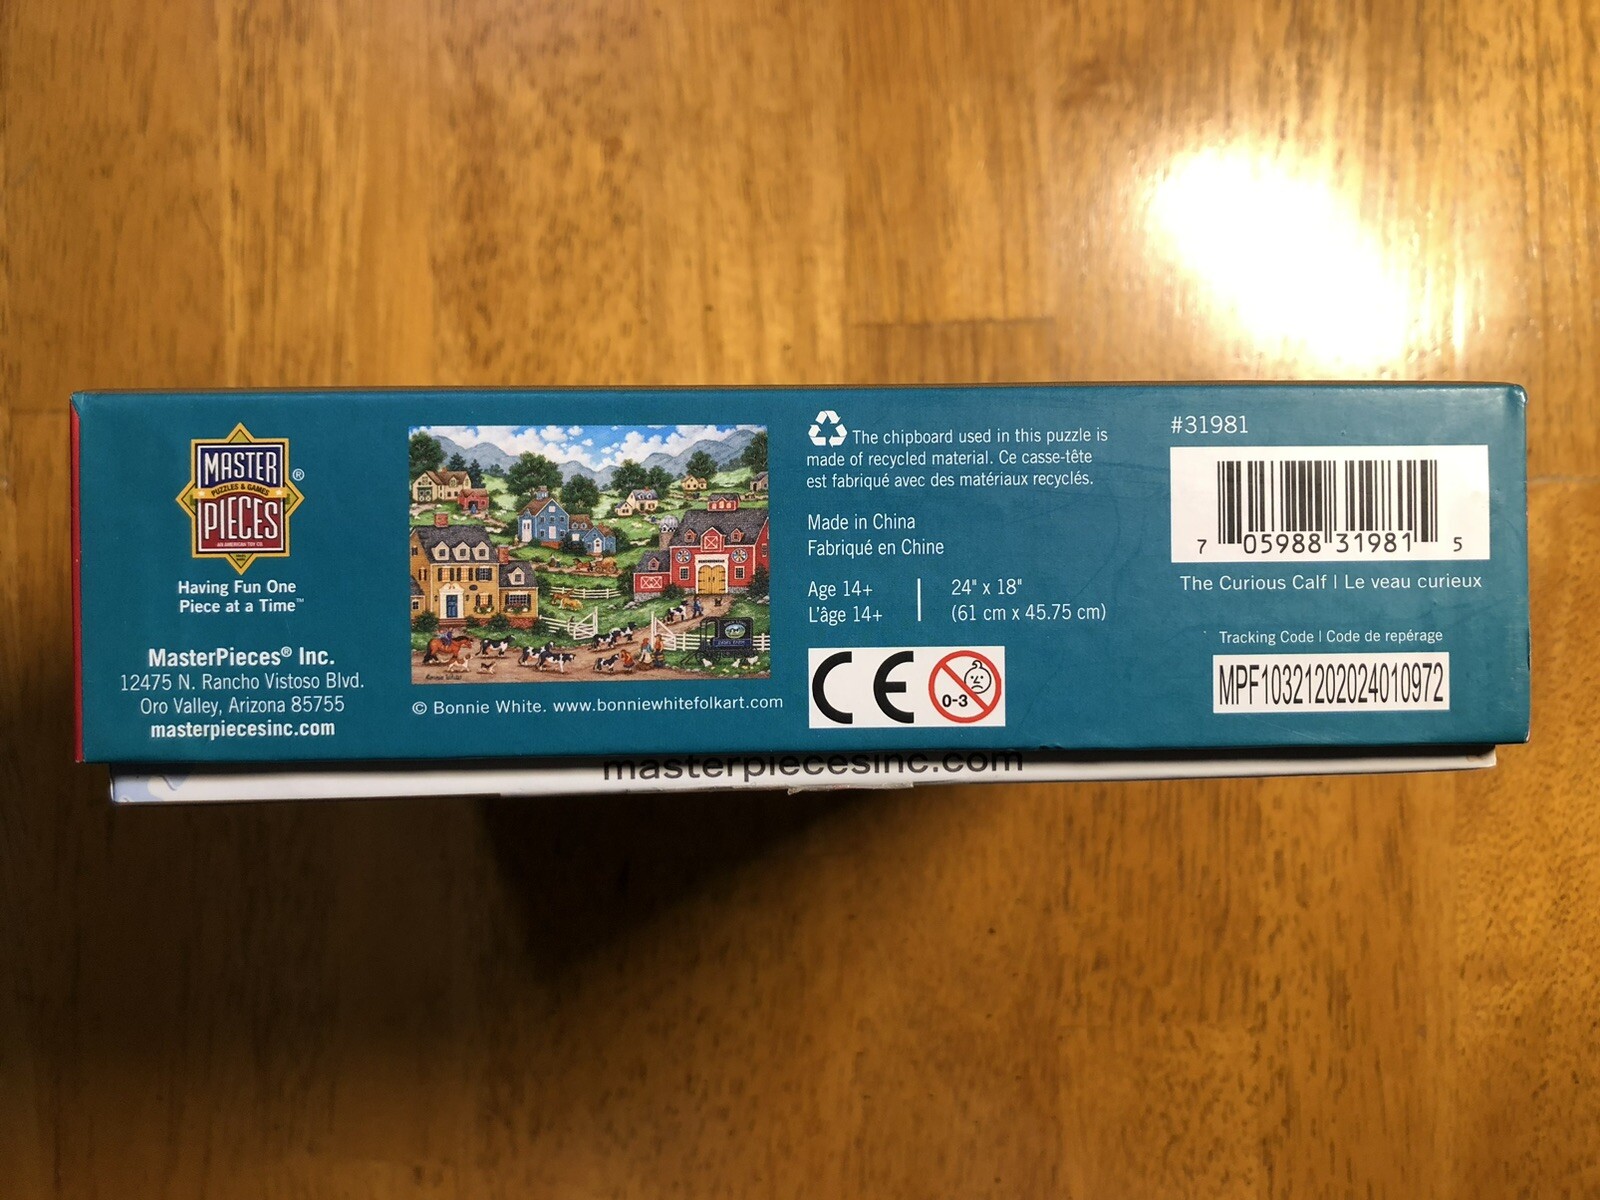 MASTER
PUZZLES & GAMES
PIECES
AN AMERICAN TOY CO.
®
Having Fun One
Piece at a Time™
MasterPieces® Inc.
12475 N. Rancho Vistoso Blvd.
Oro Valley, Arizona 85755
masterpiecesinc.com
© Bonnie White. www.bonniewhitefolkart.com
The chipboard used in this puzzle is
made of recycled material. Ce casse-tête
est fabriqué avec des matériaux recyclés.
Made in China
Fabriqué en Chine
Age 14+
L'âge 14+
24" x 18"
(61 cm x 45.75 cm)
CE
0-3
#31981
7 05988 31981 5
The Curious Calf | Le veau curieux
Tracking Code | Code de repérage
MPF10321202024010972
masterpiecesinc.com